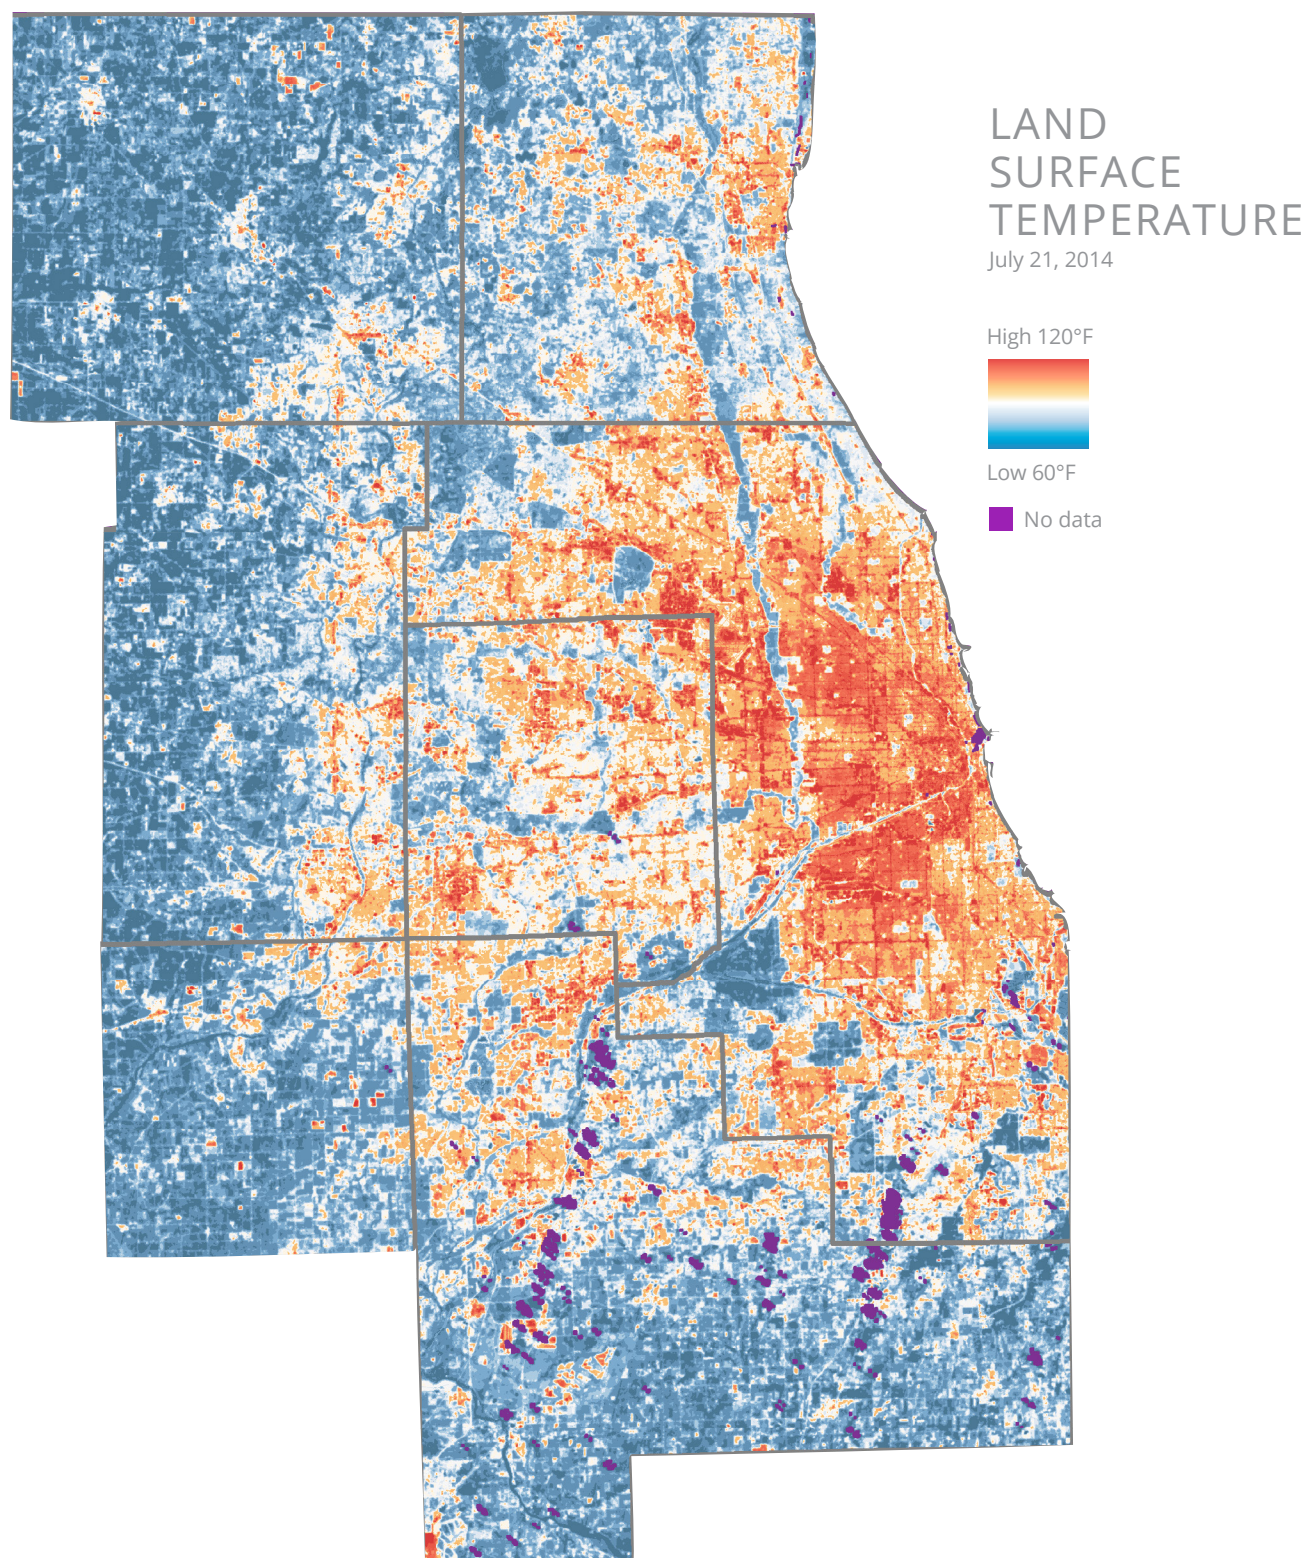 LAND
SURFACE
TEMPERATURE
July 21, 2014
High 120°F
Low 60°F
No data